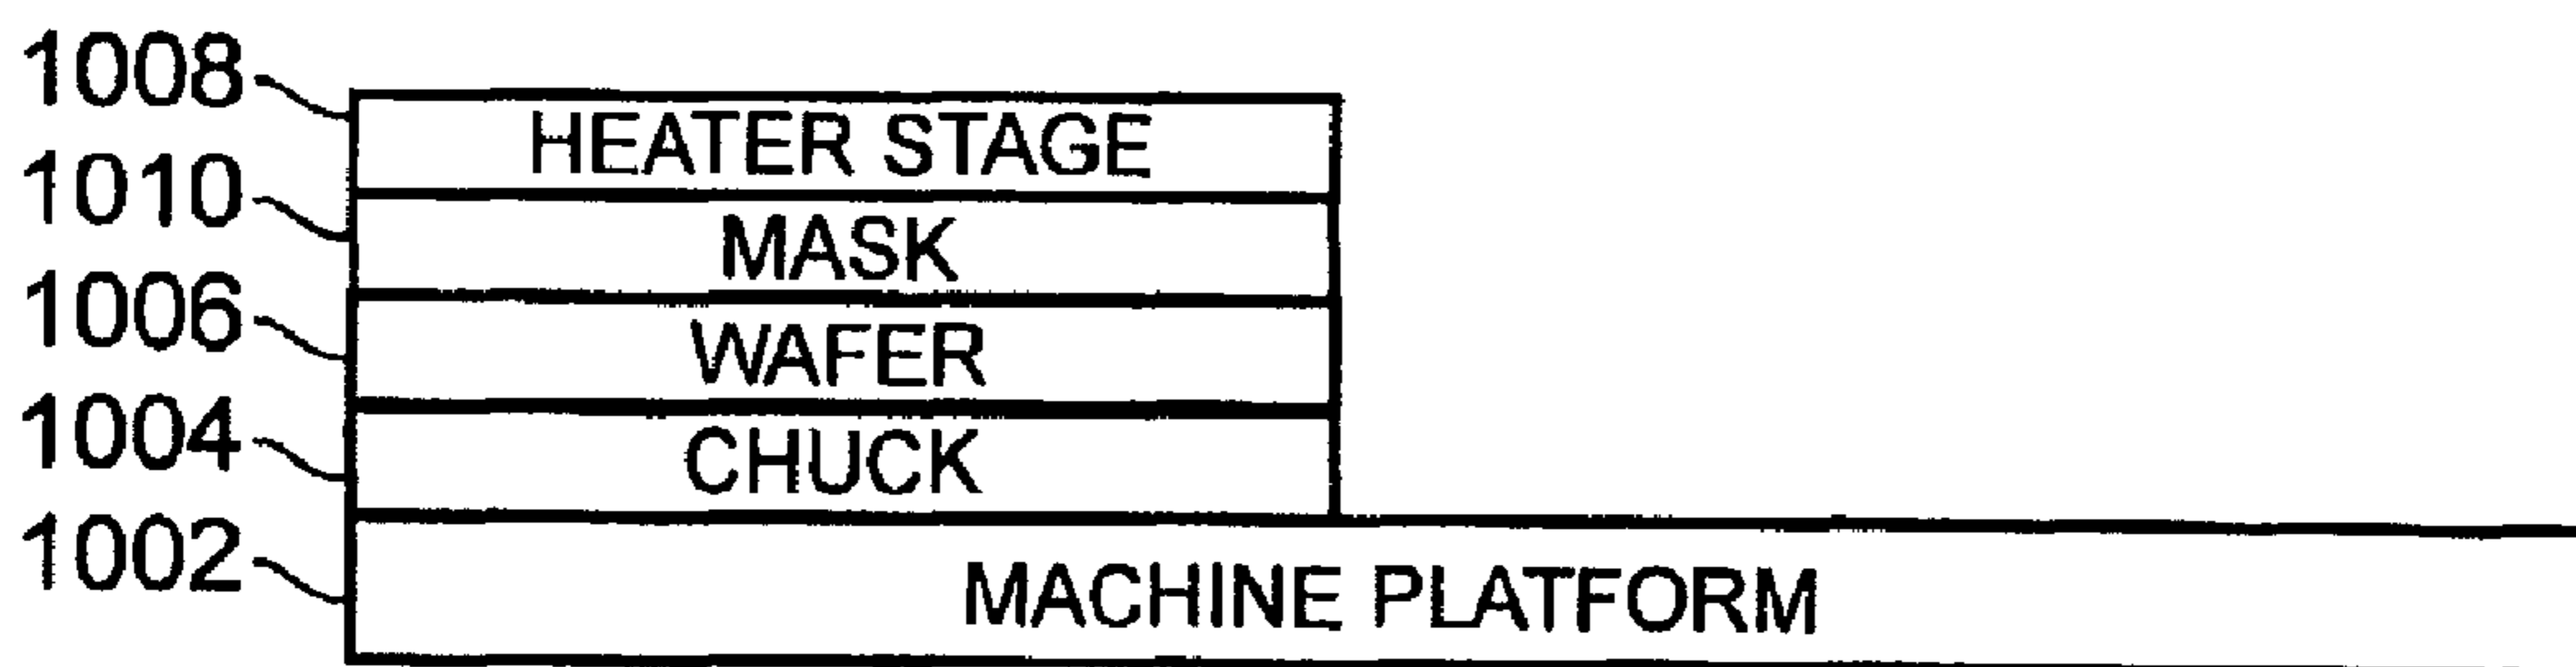 1008 HEATER STAGE
1010 MASK
1006 WAFER
1004 CHUCK
1002 MACHINE PLATFORM